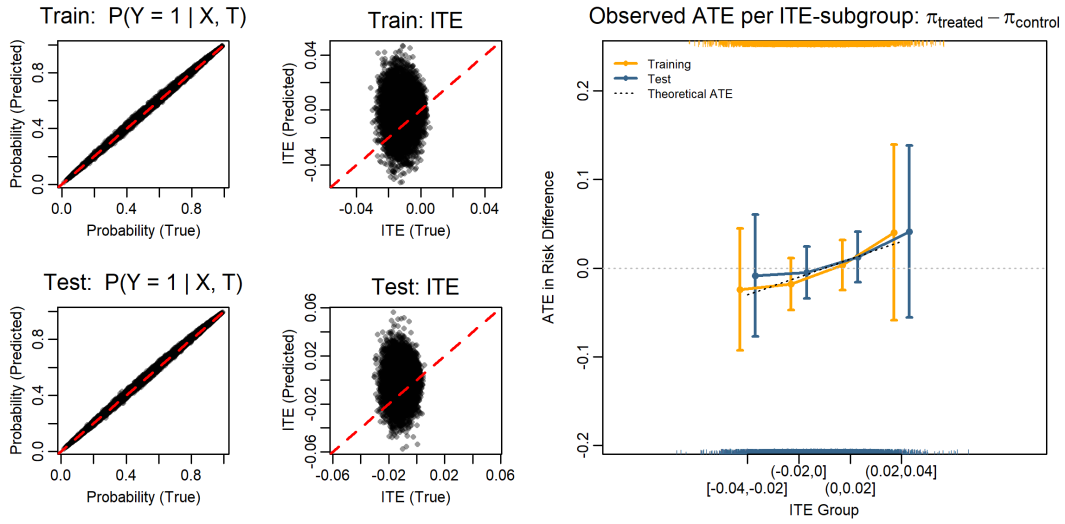 Train:  P(Y = 1 | X, T)
Probability (Predicted)
0.0 0.4 0.8
0.0 0.4 0.8
Probability (True)
Train: ITE
ITE (Predicted)
-0.04 0.00 0.04
-0.04 0.00 0.04
ITE (True)
Test:  P(Y = 1 | X, T)
Probability (Predicted)
0.0 0.4 0.8
0.0 0.4 0.8
Probability (True)
Test: ITE
ITE (Predicted)
-0.06 -0.02 0.02 0.06
-0.06 -0.02 0.02 0.06
ITE (True)
Observed ATE per ITE-subgroup: πtreated − πcontrol
Training
Test
Theoretical ATE
ATE in Risk Difference
-0.2 -0.1 0.0 0.1 0.2
(-0.02,0] (0.02,0.04]
[-0.04,-0.02] (0,0.02]
ITE Group